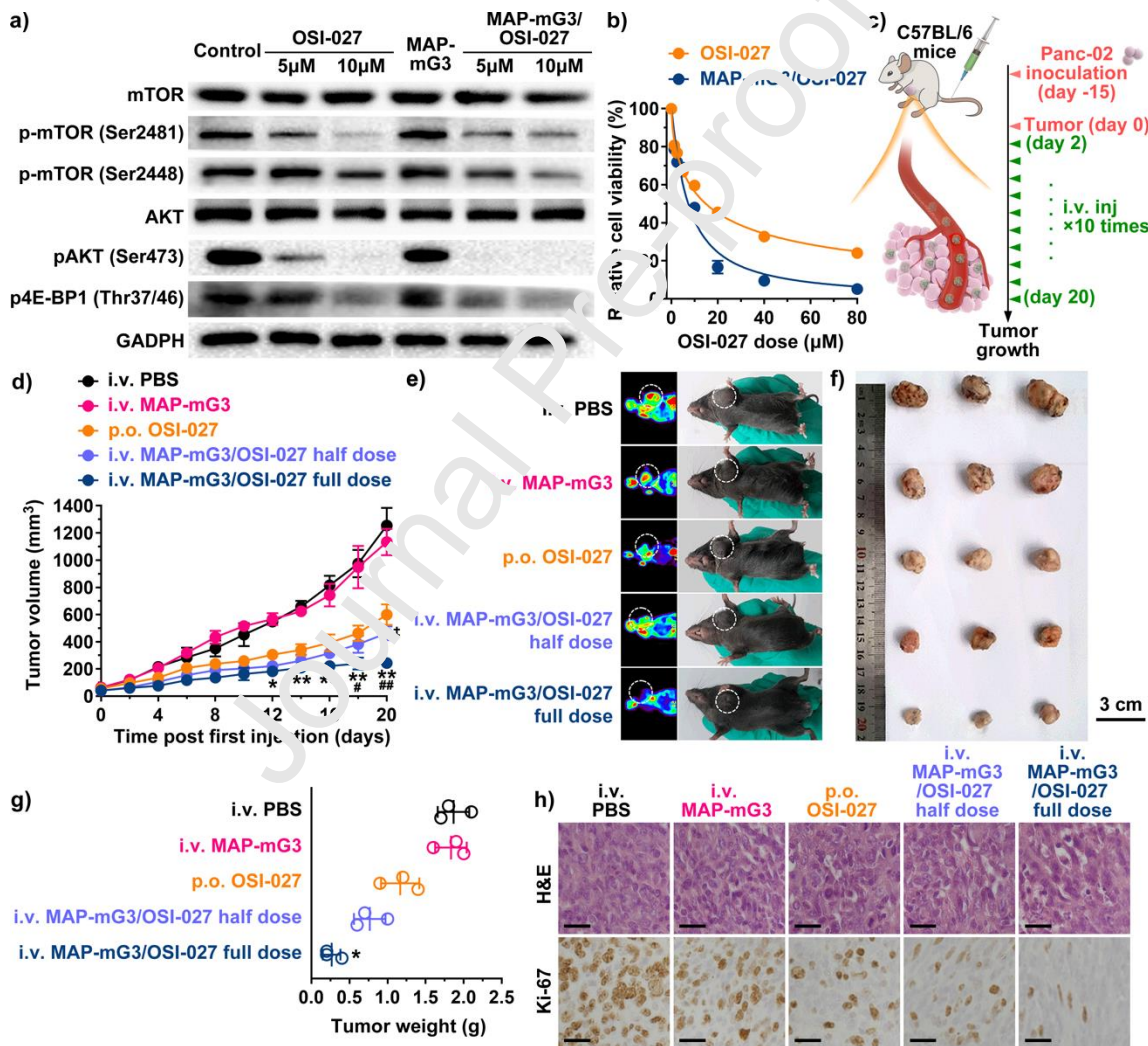 a)
Control
OSI-027
5µM 10µM
MAP-
mG3
MAP-mG3/
OSI-027
5µM 10µM
mTOR
p-mTOR (Ser2481)
p-mTOR (Ser2448)
AKT
pAKT (Ser473)
p4E-BP1 (Thr37/46)
GADPH
b)
OSI-027
MAP-mG3/OSI-027
Relative cell viability (%)
100
80
60
40
20
0
0 20 40 60 80
OSI-027 dose (µM)
c)
C57BL/6
mice
Panc-02
inoculation
(day -15)
Tumor (day 0)
(day 2)
i.v. inj
×10 times
(day 20)
Tumor
growth
d)
i.v. PBS
i.v. MAP-mG3
p.o. OSI-027
i.v. MAP-mG3/OSI-027 half dose
i.v. MAP-mG3/OSI-027 full dose
Tumor volume (mm³)
1400
1200
1000
800
600
400
200
0
* ** * ** **
# ##
0 4 8 12 16 20
Time post first injection (days)
e)
i.v. PBS
i.v. MAP-mG3
p.o. OSI-027
i.v. MAP-mG3/OSI-027
half dose
i.v. MAP-mG3/OSI-027
full dose
f)
3 cm
g)
i.v. PBS
i.v. MAP-mG3
p.o. OSI-027
i.v. MAP-mG3/OSI-027 half dose
i.v. MAP-mG3/OSI-027 full dose
*
0.0 0.5 1.0 1.5 2.0 2.5
Tumor weight (g)
h)
i.v.
PBS
i.v.
MAP-mG3
p.o.
OSI-027
i.v.
MAP-mG3
/OSI-027
half dose
i.v.
MAP-mG3
/OSI-027
full dose
H&E
Ki-67
Journal Pre-proof